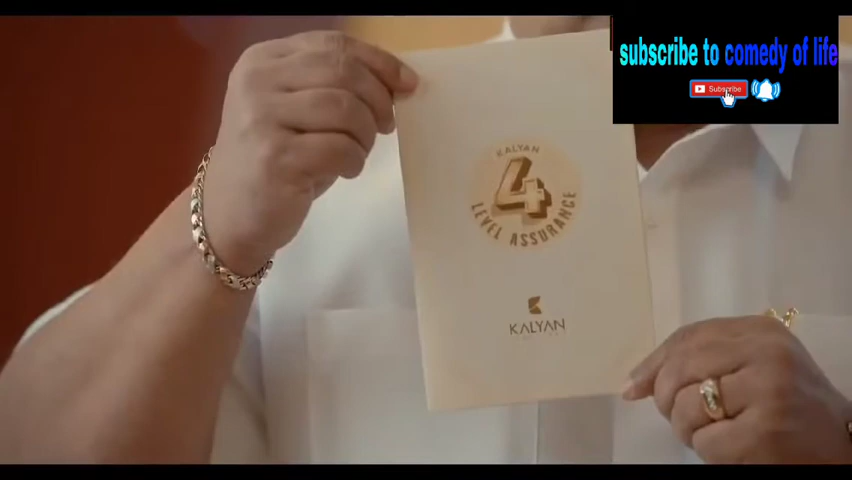 subscribe to comedy of life
Subscribe
KALYAN
4
LEVEL ASSURANCE
KALYAN